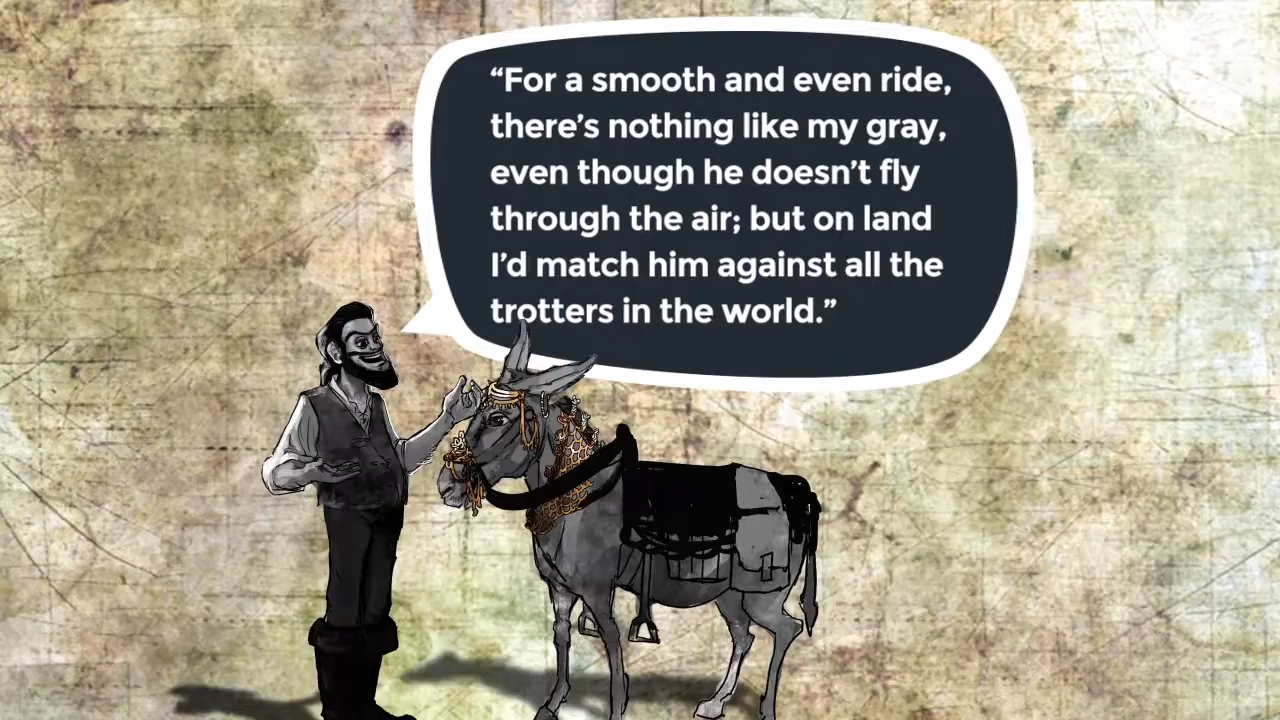 “For a smooth and even ride,
there’s nothing like my gray,
even though he doesn’t fly
through the air; but on land
I’d match him against all the
trotters in the world.”